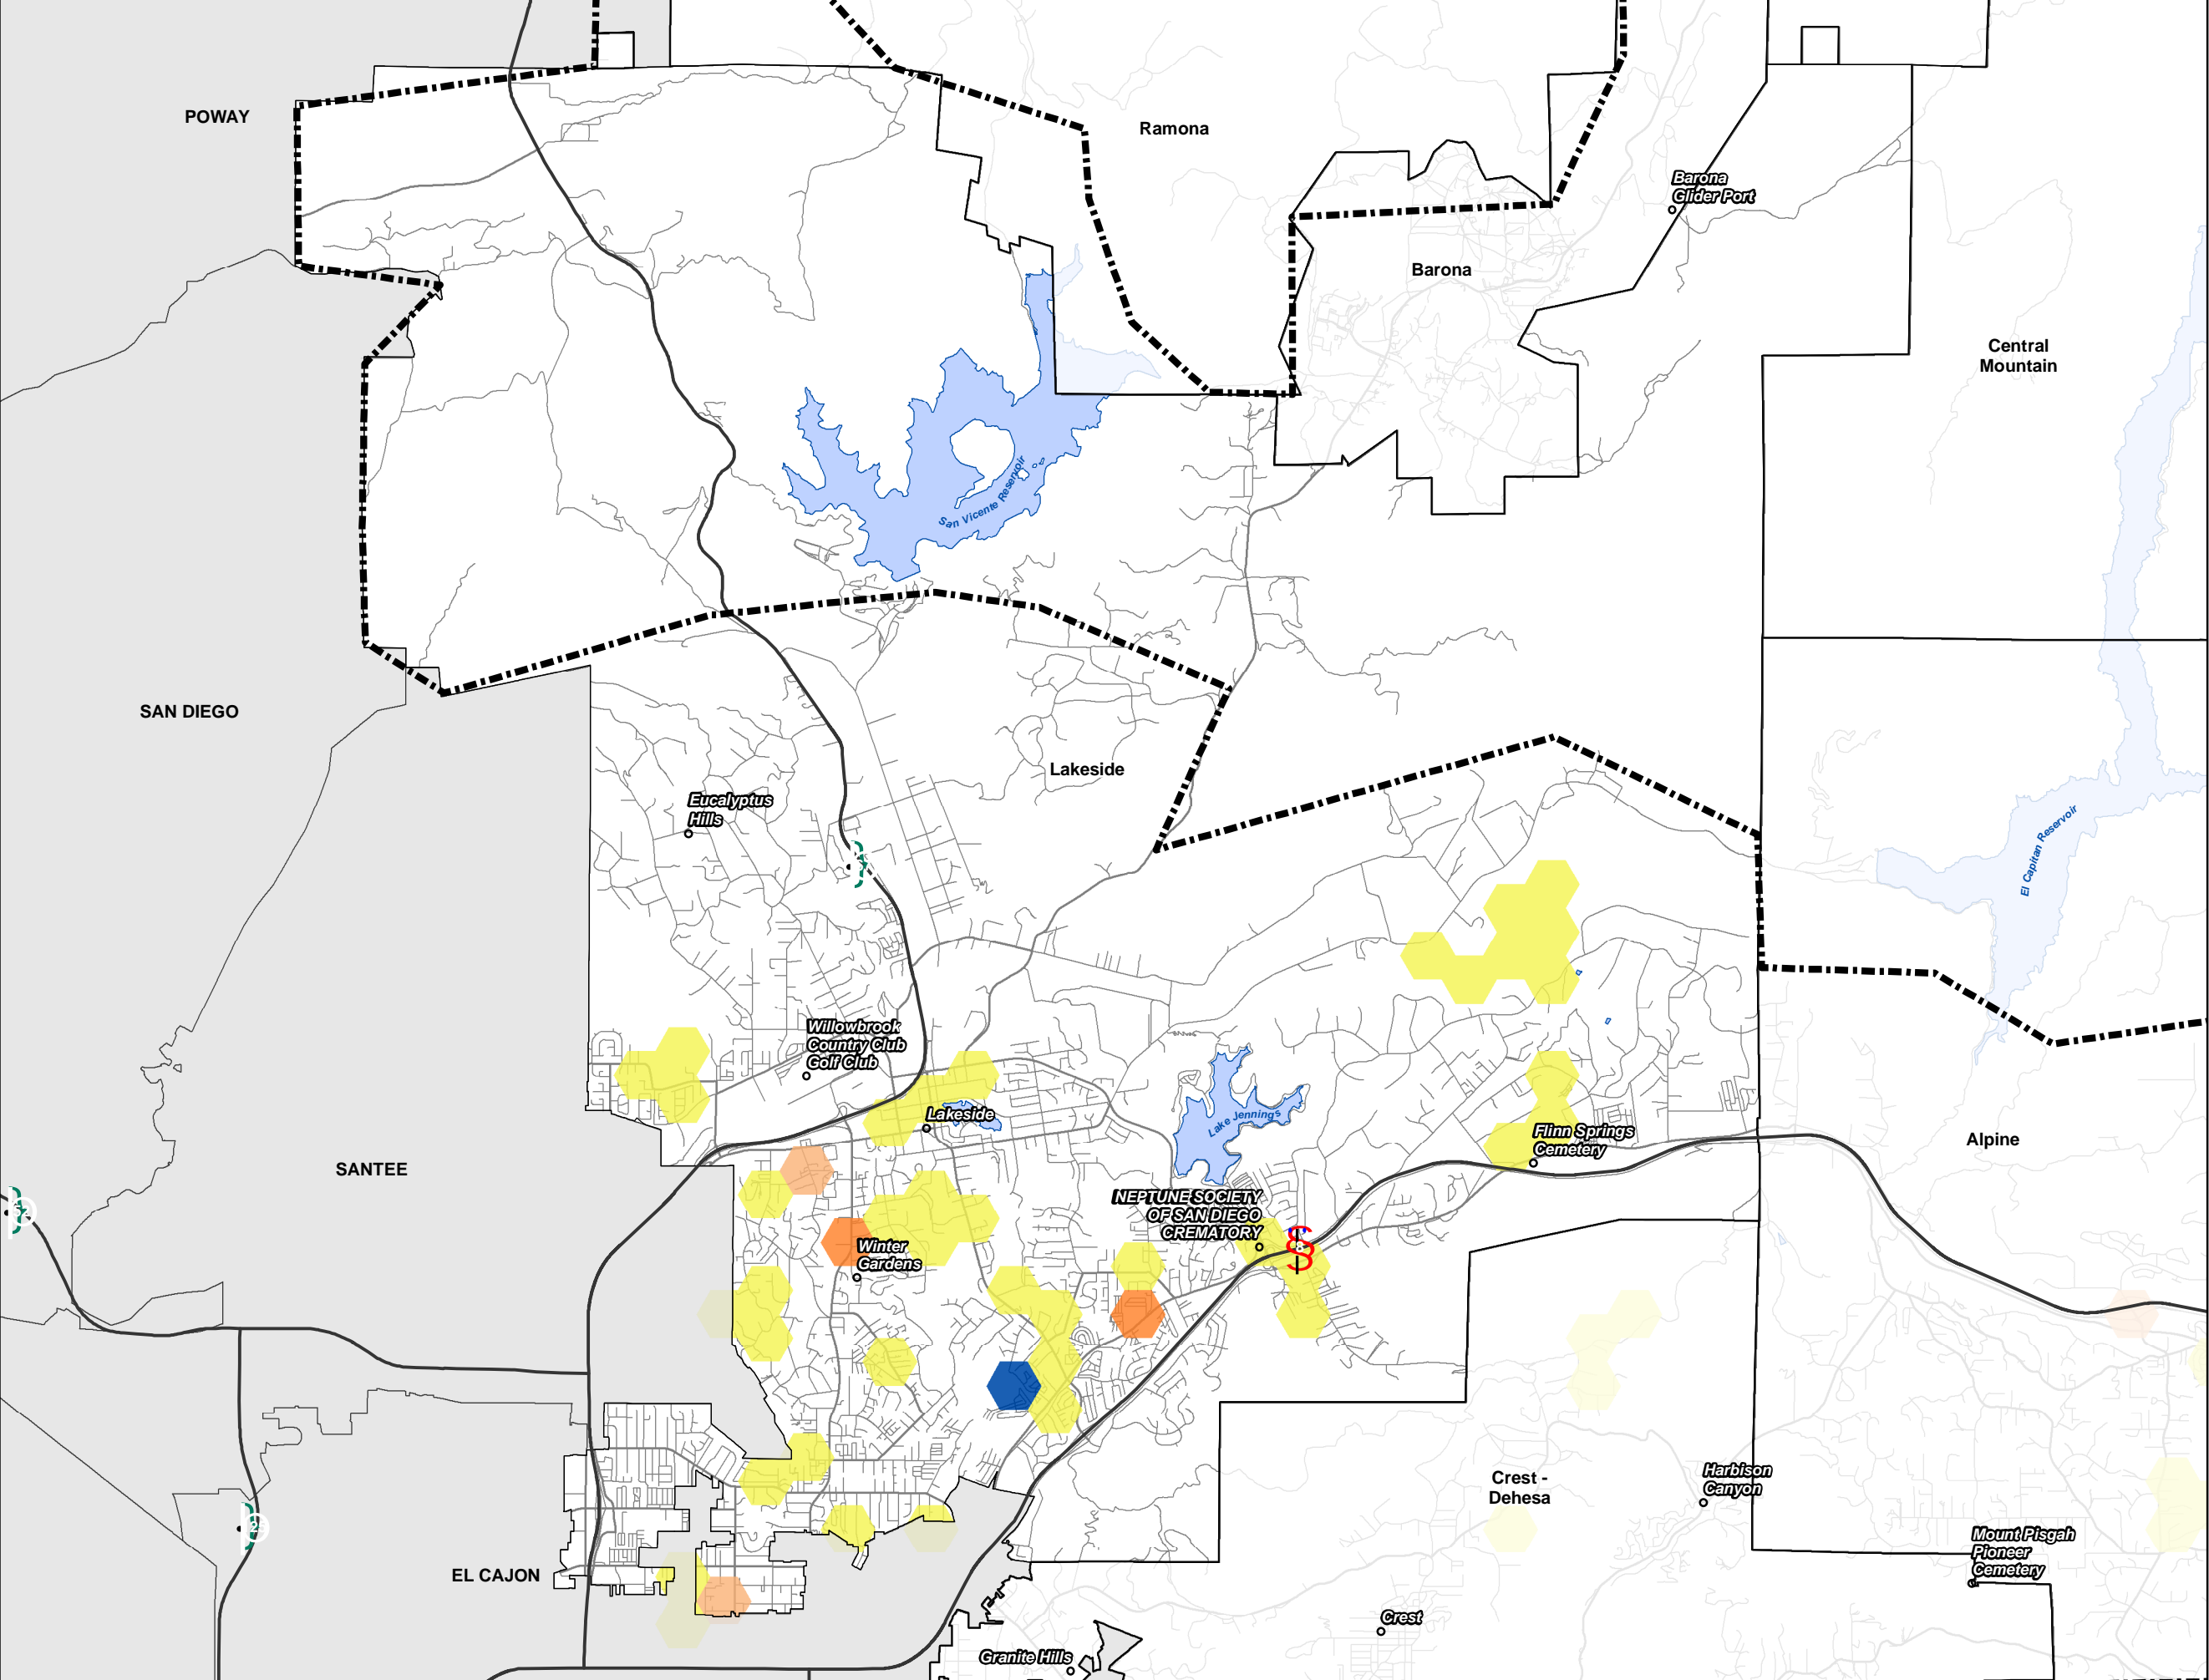 POWAY
Ramona
Barona
Glider Port
Barona
Central
Mountain
San Vicente Reservoir
SAN DIEGO
Lakeside
Eucalyptus
Hills
El Capitan Reservoir
Willowbrook
Country Club
Golf Club
Lakeside
Lake Jennings
Flinn Springs
Cemetery
Alpine
SANTEE
NEPTUNE SOCIETY
OF SAN DIEGO
CREMATORY
Winter
Gardens
Crest -
Dehesa
Harbison
Canyon
Mount Pisgah
Pioneer
Cemetery
EL CAJON
Crest
Granite Hills